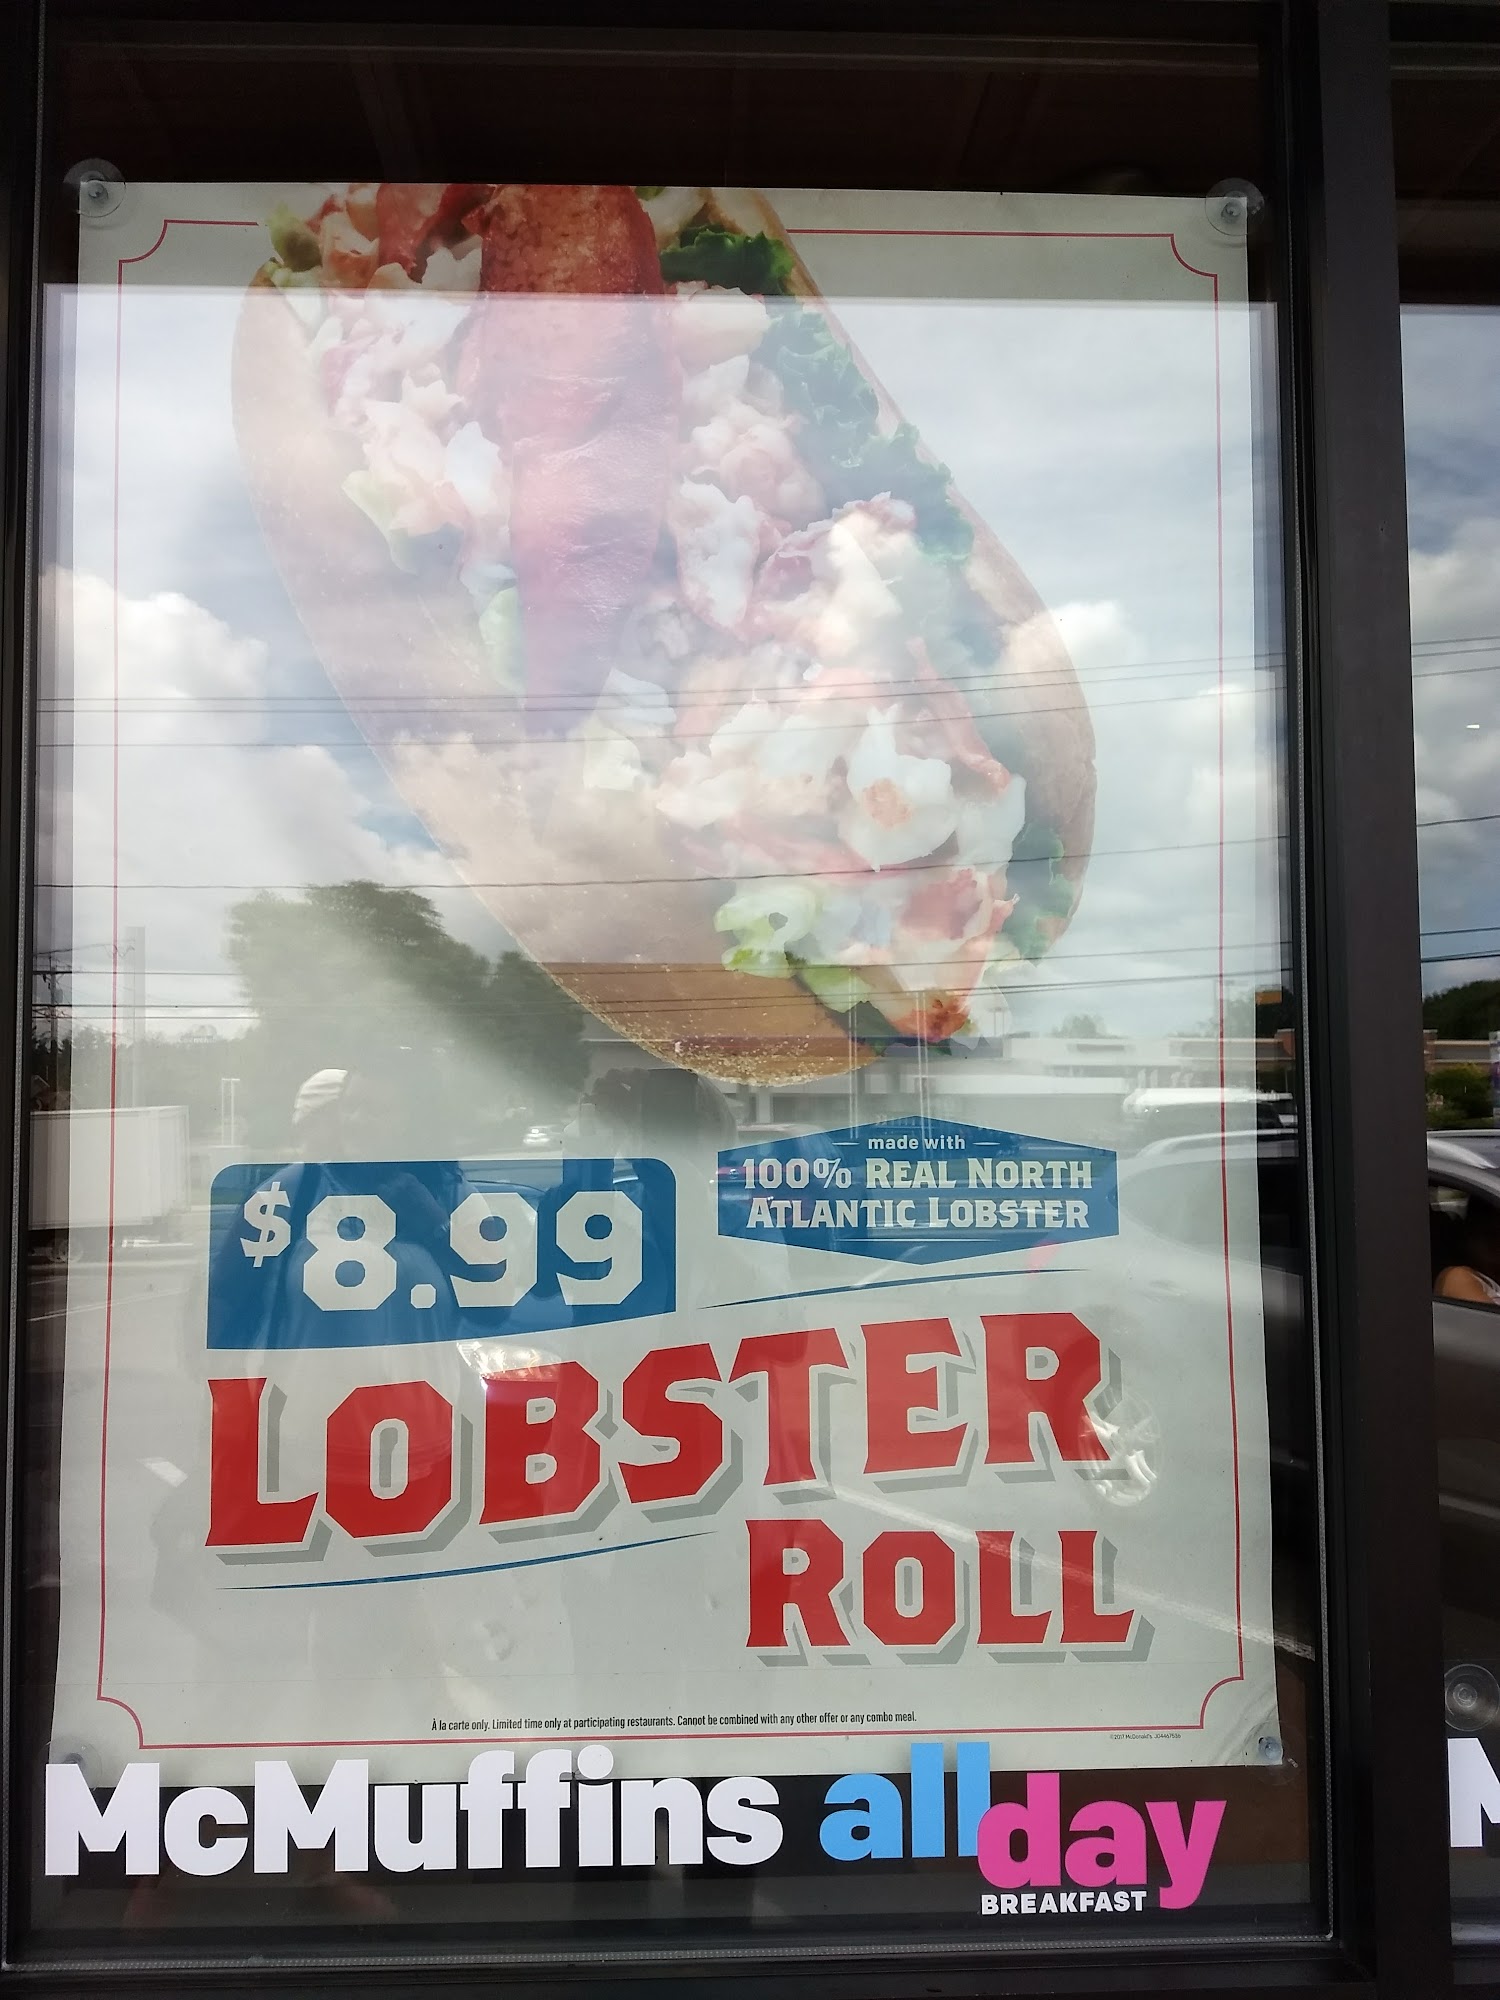 made with
100% REAL NORTH
ATLANTIC LOBSTER
$8.99
LOBSTER
ROLL
À la carte only. Limited time only at participating restaurants. Cannot be combined with any other offer or any combo meal.
McMuffins all day
BREAKFAST